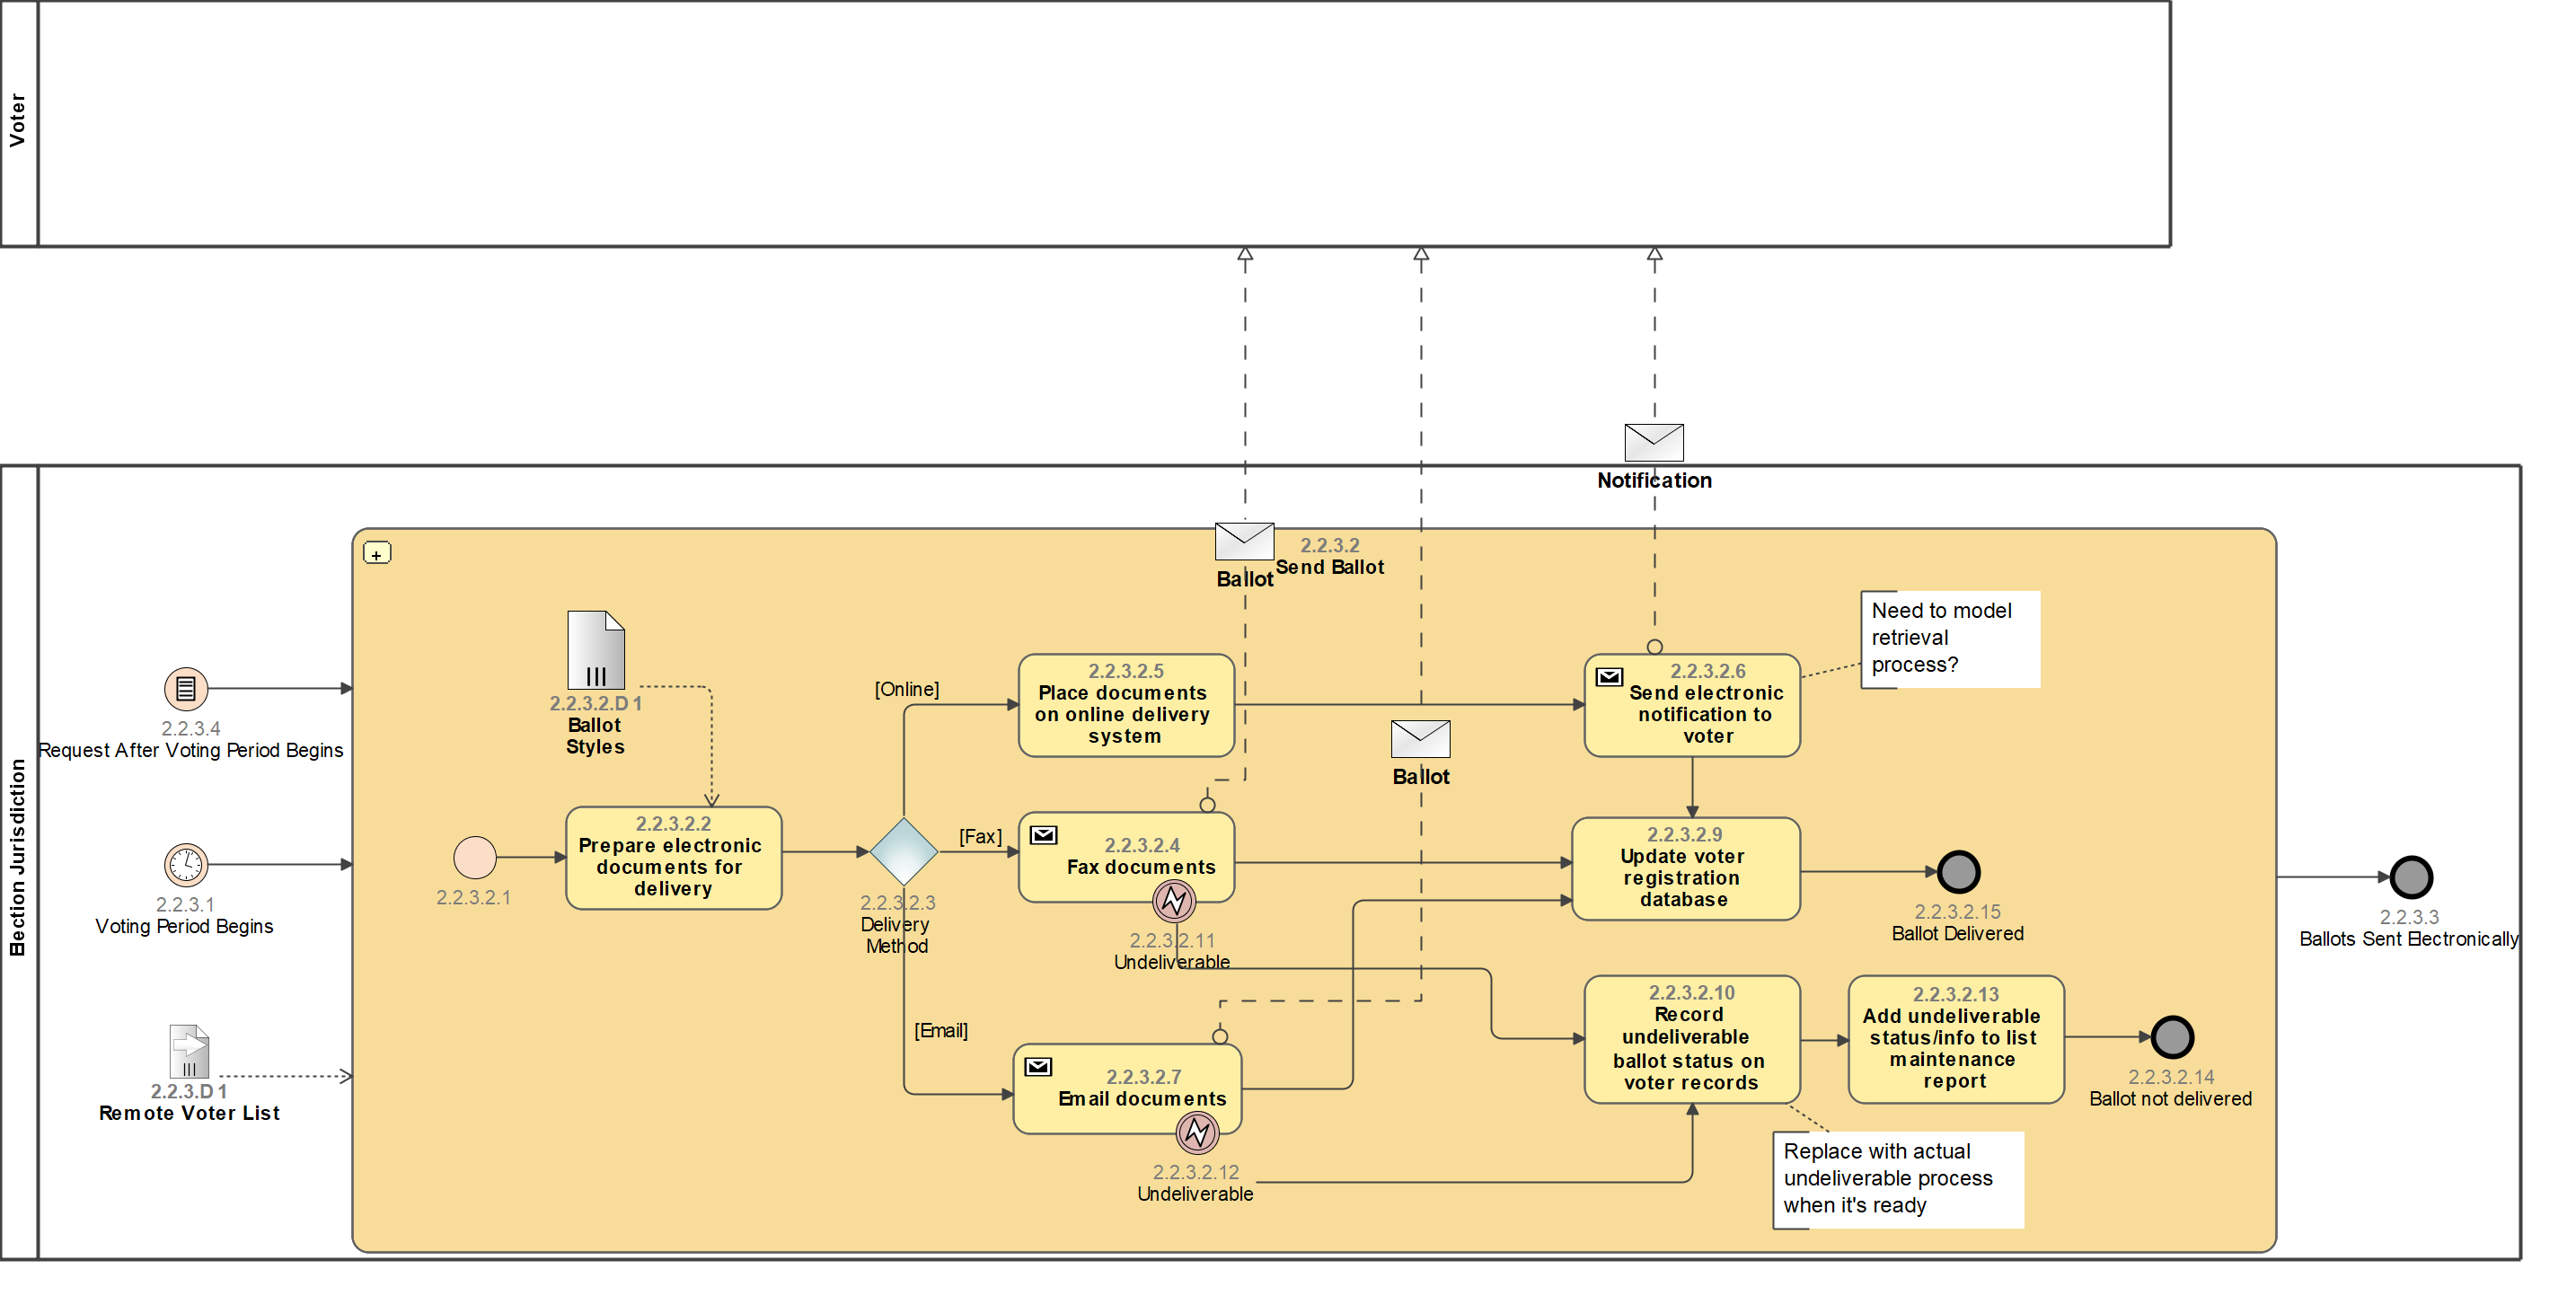 Voter
Election Jurisdiction
Notification
2.2.3.2
Send Ballot
Ballot
Need to model
retrieval
process?
2.2.3.4
Request After Voting Period Begins
2.2.3.2.D1
Ballot
Styles
[Online]
2.2.3.2.5
Place documents
on online delivery
system
2.2.3.2.6
Send electronic
notification to
voter
Ballot
2.2.3.1
Voting Period Begins
2.2.3.2.1
2.2.3.2.2
Prepare electronic
documents for
delivery
2.2.3.2.3
Delivery
Method
[Fax]
2.2.3.2.4
Fax documents
2.2.3.2.11
Undeliverable
2.2.3.2.9
Update voter
registration
database
2.2.3.2.15
Ballot Delivered
2.2.3.3
Ballots Sent Electronically
2.2.3.D1
Remote Voter List
[Email]
2.2.3.2.7
Email documents
2.2.3.2.12
Undeliverable
2.2.3.2.10
Record
undeliverable
ballot status on
voter records
2.2.3.2.13
Add undeliverable
status/info to list
maintenance
report
2.2.3.2.14
Ballot not delivered
Replace with actual
undeliverable process
when it's ready